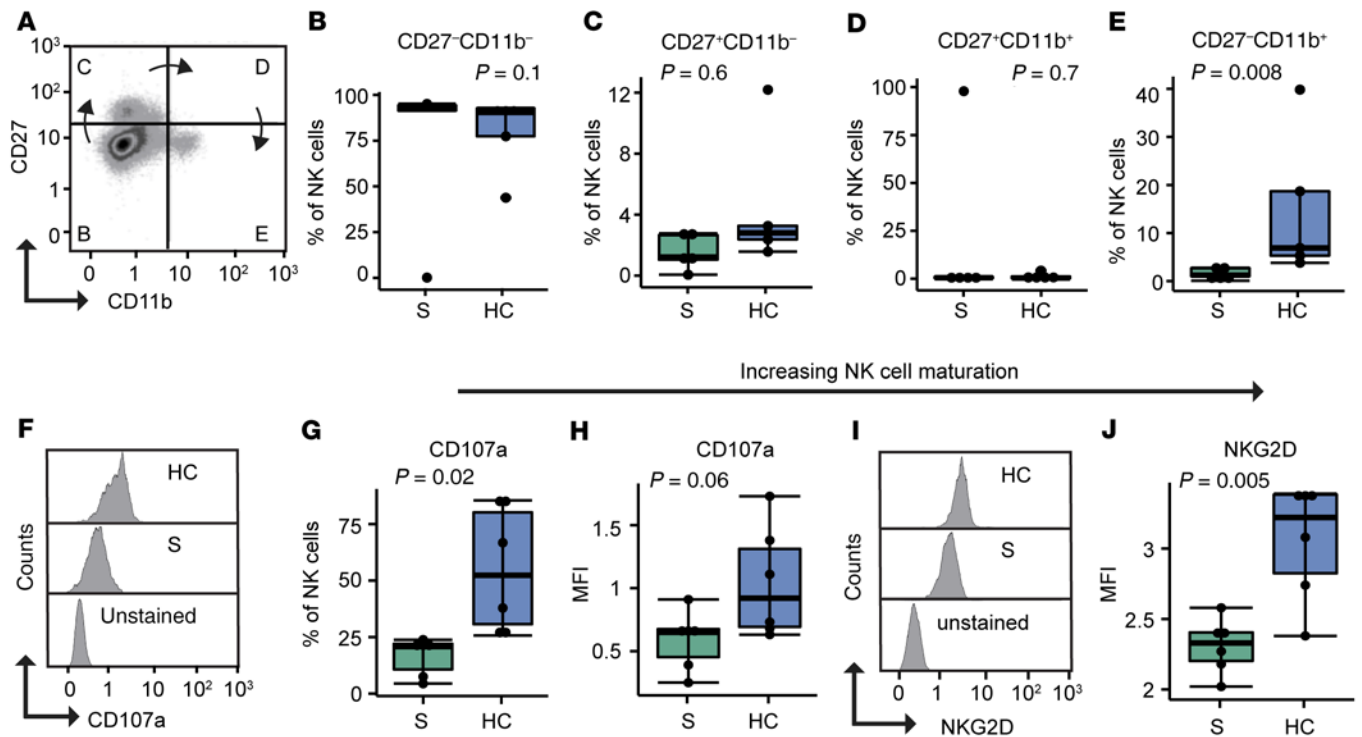 A
CD27
10³
10²
10
1
0
C
D
B
E
0
1
10
10²
10³
CD11b
B
CD27⁻CD11b⁻
P = 0.1
% of NK cells
100
75
50
25
0
S
HC
C
CD27⁺CD11b⁻
P = 0.6
% of NK cells
12
8
4
0
S
HC
D
CD27⁺CD11b⁺
P = 0.7
% of NK cells
100
75
50
25
0
S
HC
E
CD27⁻CD11b⁺
P = 0.008
% of NK cells
40
30
20
10
0
S
HC
Increasing NK cell maturation
F
Counts
HC
S
Unstained
0
1
10
10²
10³
CD107a
G
CD107a
P = 0.02
% of NK cells
75
50
25
0
S
HC
H
CD107a
P = 0.06
MFI
1.5
1
0.5
S
HC
I
Counts
HC
S
unstained
0
1
10
10²
10³
NKG2D
J
NKG2D
P = 0.005
MFI
3
2.5
2
S
HC